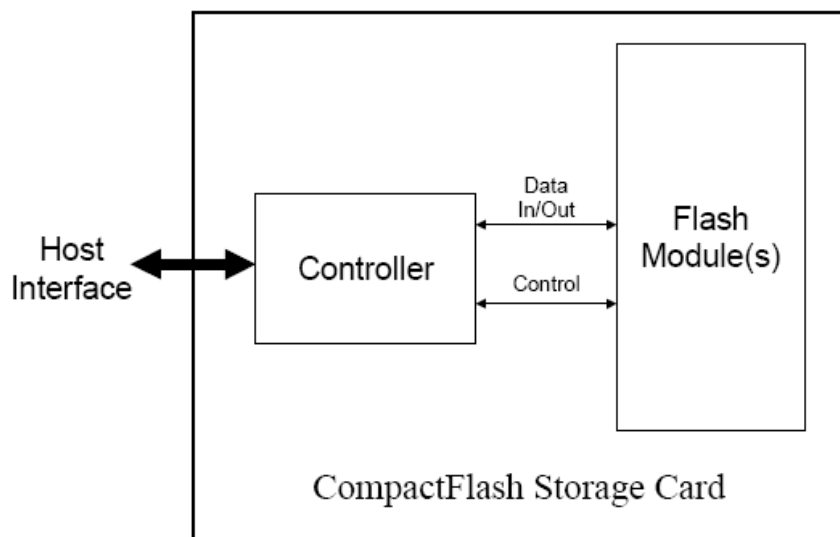 Host
Interface
Controller
Data
In/Out
Control
Flash
Module(s)
CompactFlash Storage Card